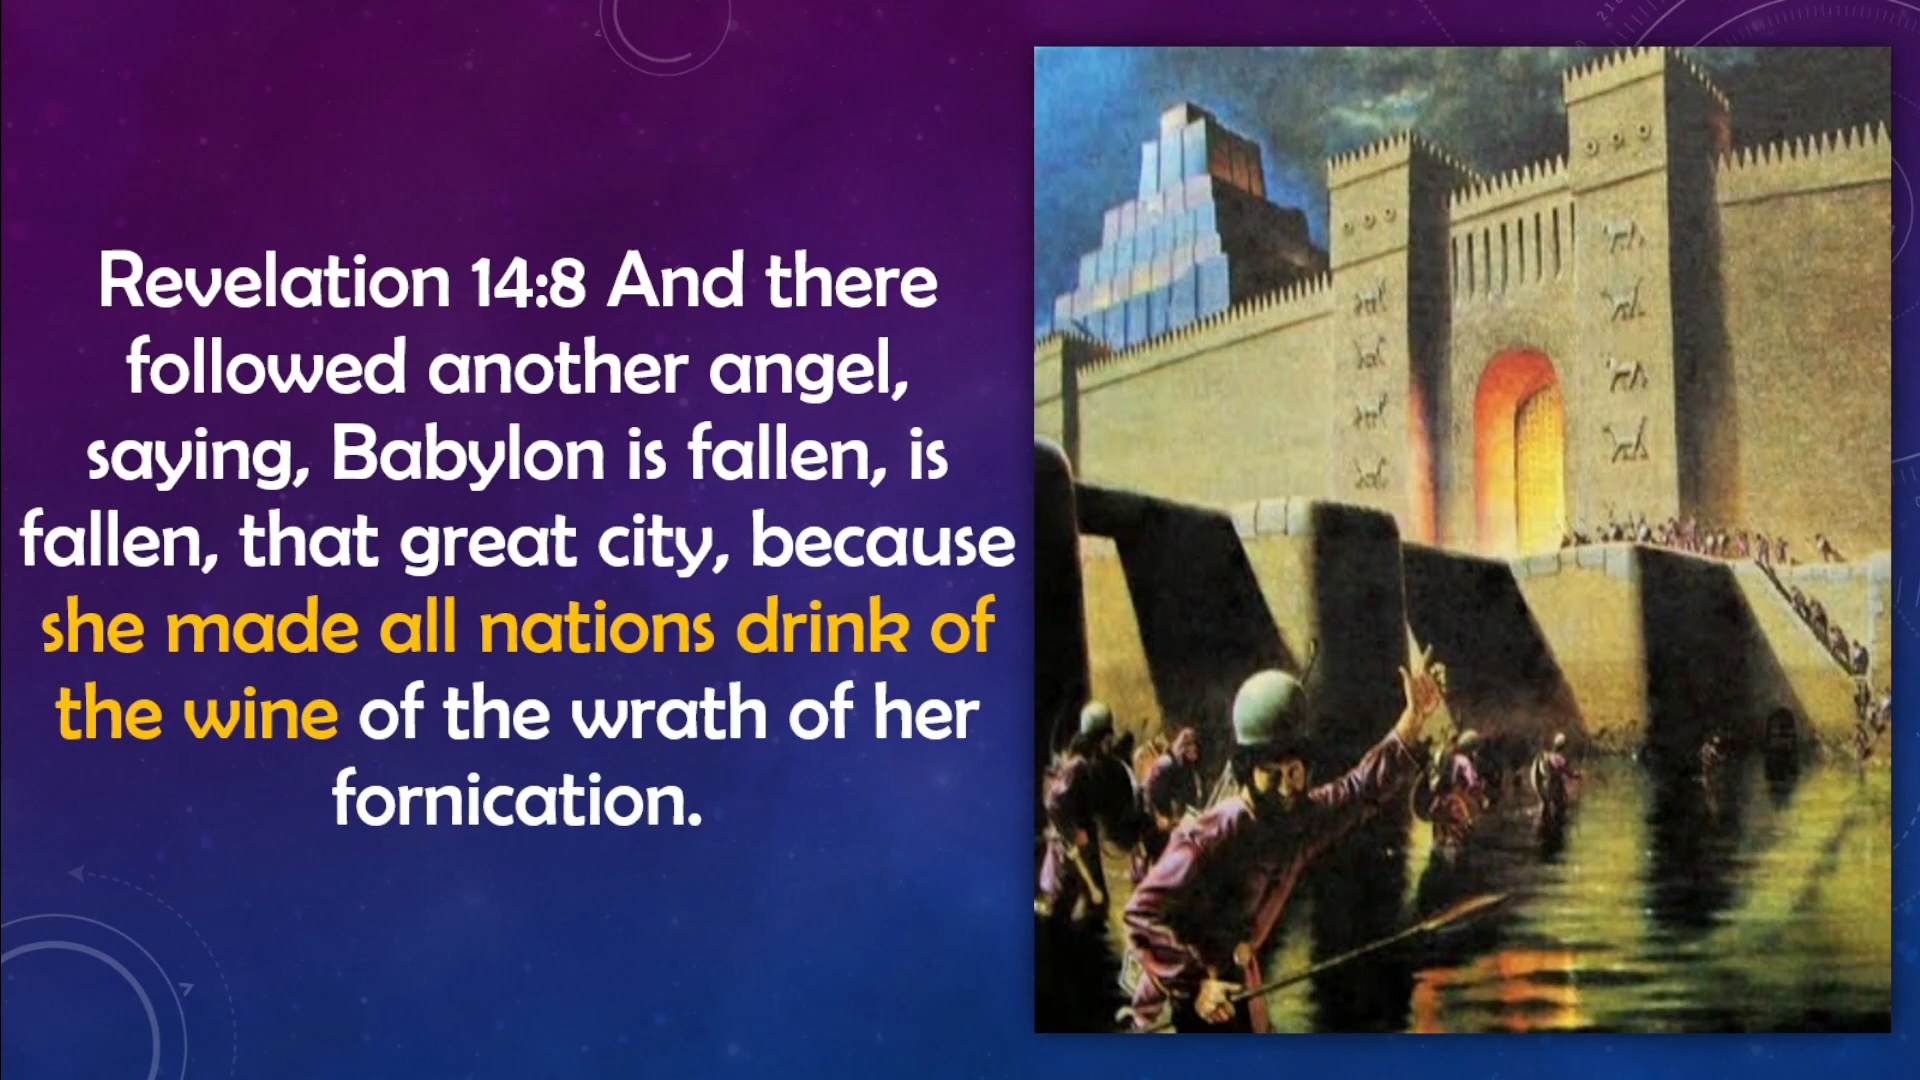 Revelation 14:8 And there
followed another angel,
saying, Babylon is fallen, is
fallen, that great city, because
she made all nations drink of
the wine of the wrath of her
fornication.